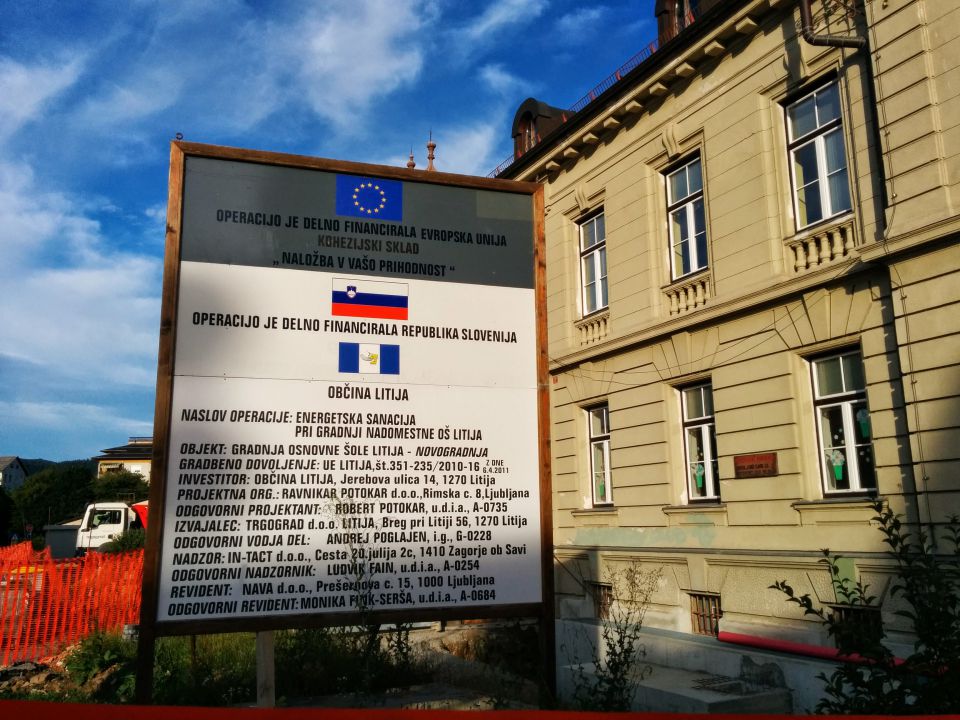 OPERACIJO JE DELNO FINANCIRALA EVROPSKA UNIJA
KOHEZIJSKI SKLAD
„NALOŽBA V VAŠO PRIHODNOST“
OPERACIJO JE DELNO FINANCIRALA REPUBLIKA SLOVENIJA
OBČINA LITIJA
NASLOV OPERACIJE: ENERGETSKA SANACIJA
PRI GRADNJI NADOMESTNE OŠ LITIJA
OBJEKT: GRADNJA OSNOVNE ŠOLE LITIJA - NOVOGRADNJA
GRADBENO DOVOLJENJE: UE LITIJA,št.351-235/2010-16 Z DNE 6.4.2011
INVESTITOR: OBČINA LITIJA, Jerebova ulica 14, 1270 Litija
PROJEKTNA ORG.: RAVNIKAR POTOKAR d.o.o.,Rimska c. 8,Ljubljana
ODGOVORNI PROJEKTANT: ROBERT POTOKAR, u.d.i.a., A-0735
IZVAJALEC: TRGOGRAD d.o.o. LITIJA, Breg pri Litiji 56, 1270 Litija
ODGOVORNI VODJA DEL: ANDREJ POGLAJEN, i.g., G-0228
NADZOR: IN-TACT d.o.o., Cesta 20.julija 2c, 1410 Zagorje ob Savi
ODGOVORNI NADZORNIK: LUDVIK FAIN, u.d.i.a., A-0254
REVIDENT: NAVA d.o.o., Prešernova c. 15, 1000 Ljubljana
ODGOVORNI REVIDENT: MONIKA FINK-SERŠA, u.d.i.a., A-0684